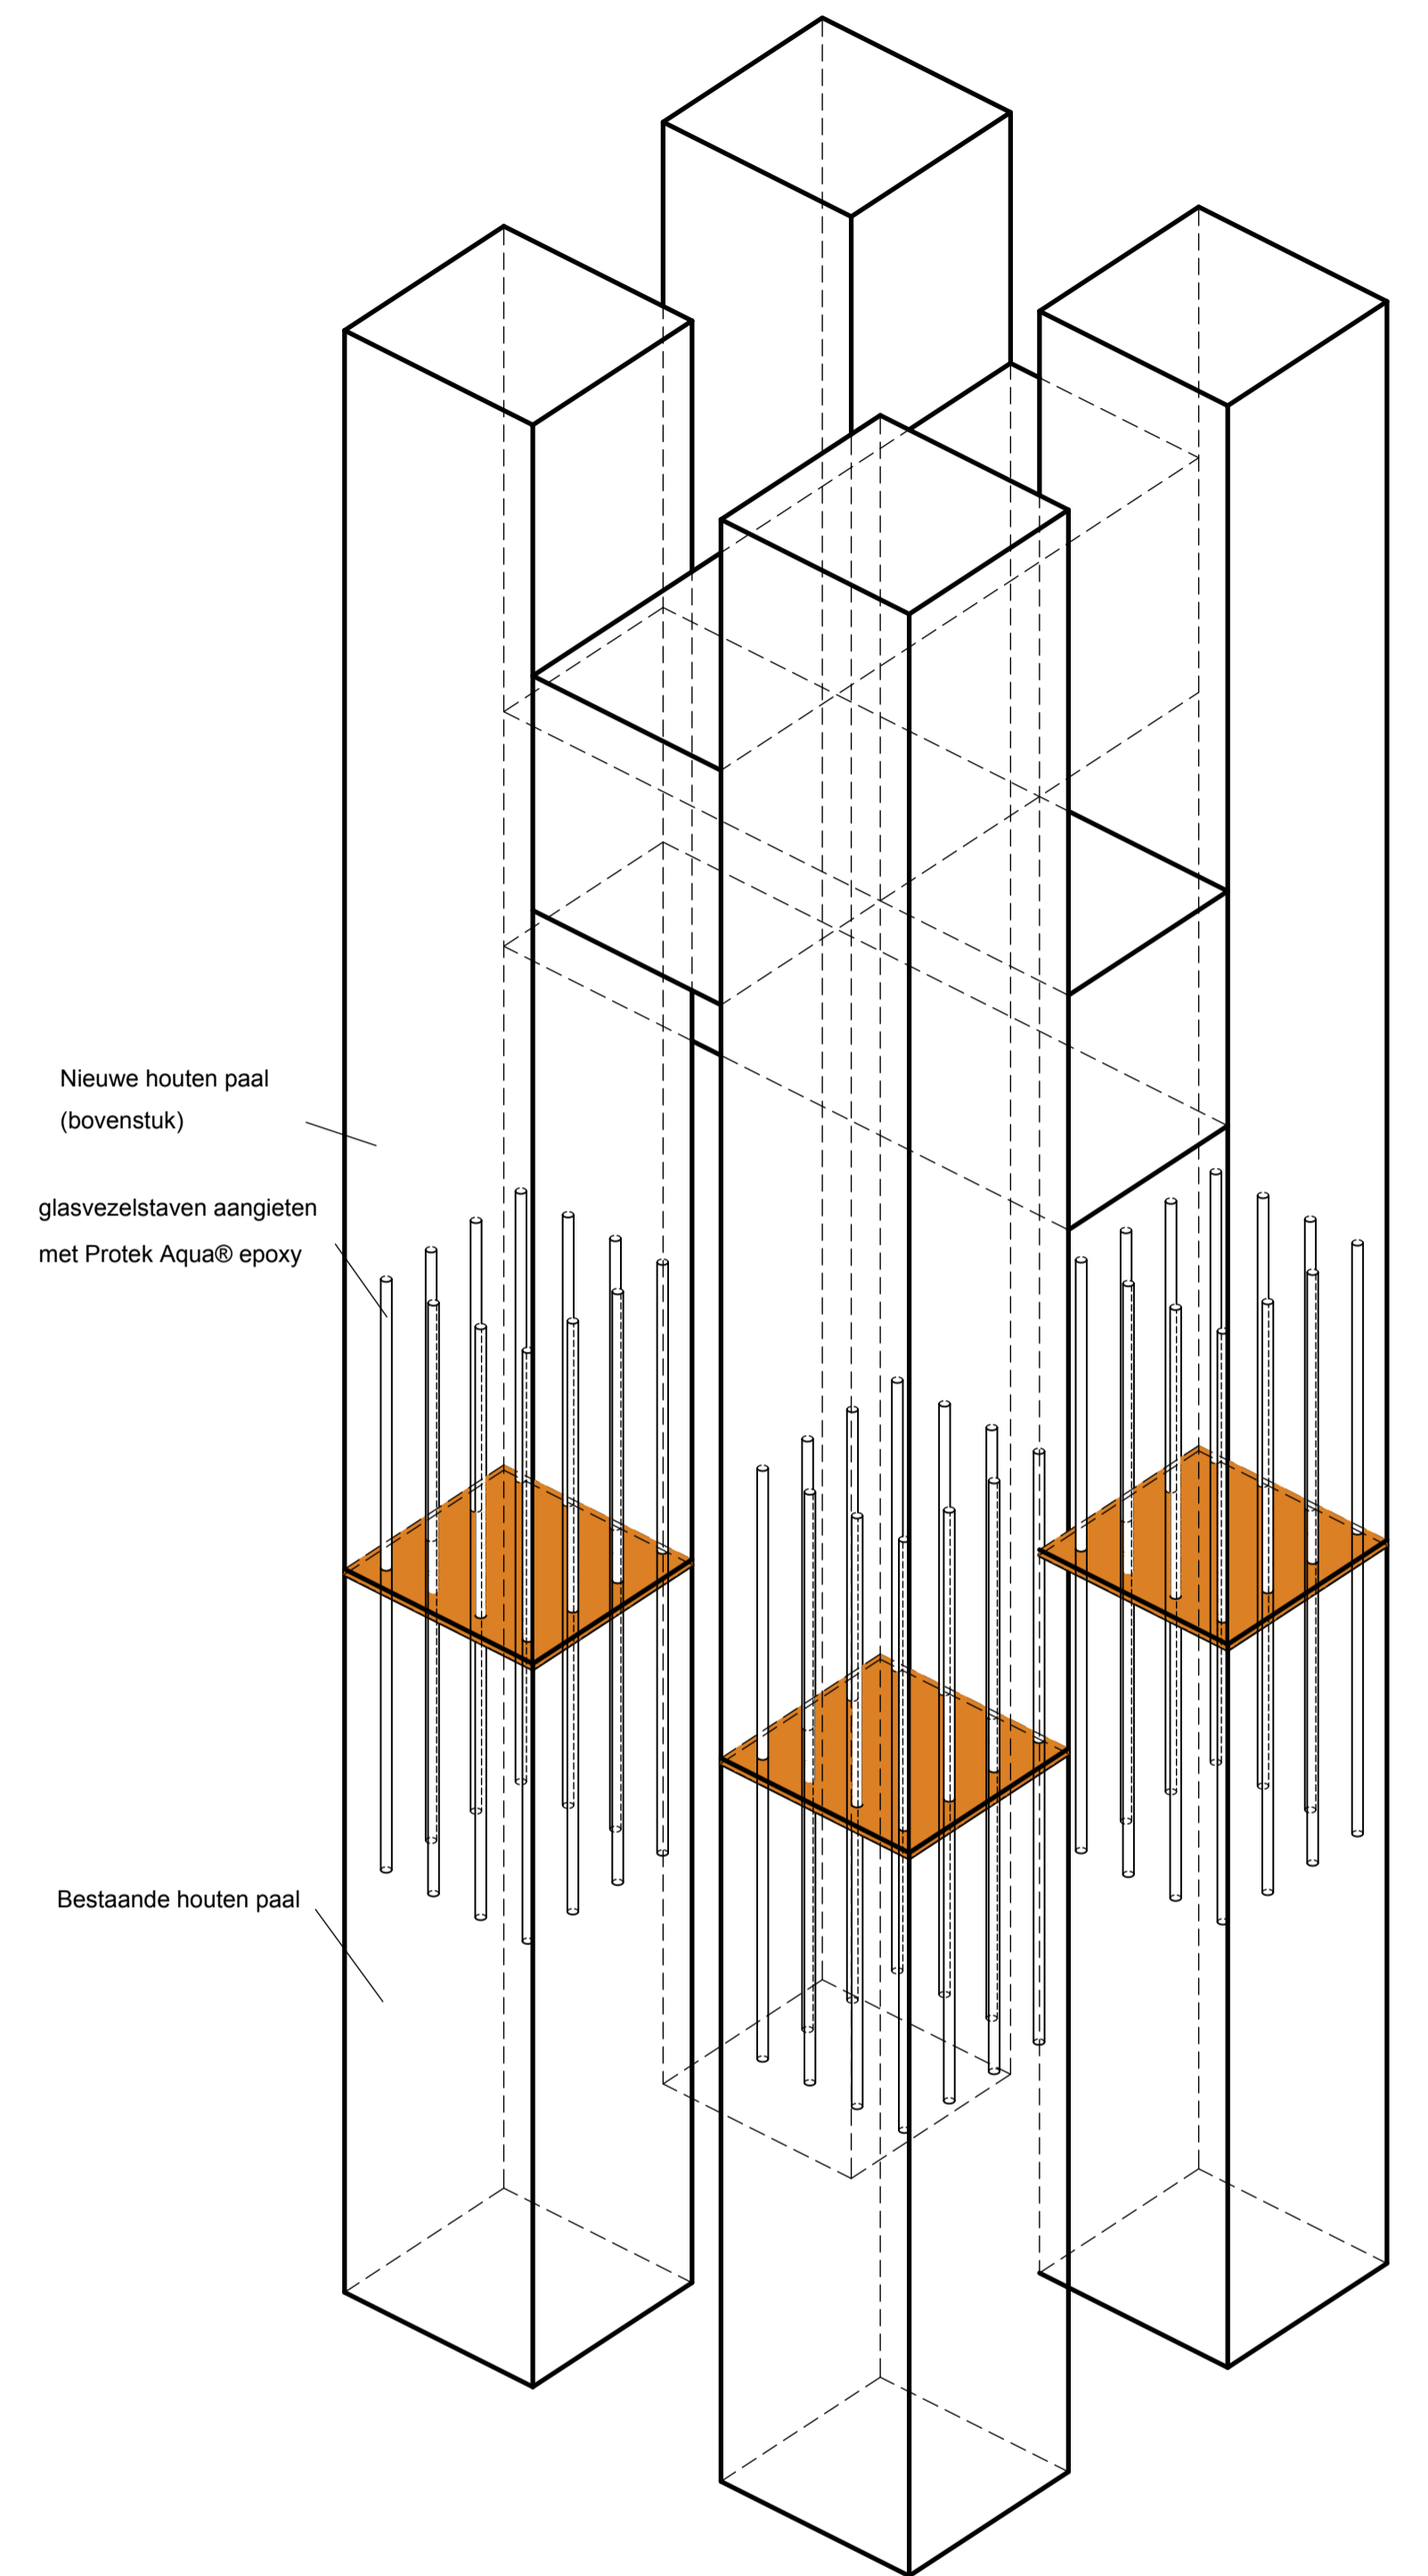 Nieuwe houten paal
(bovenstuk)
glasvezelstaven aangieten
met Protek Aqua® epoxy
Bestaande houten paal